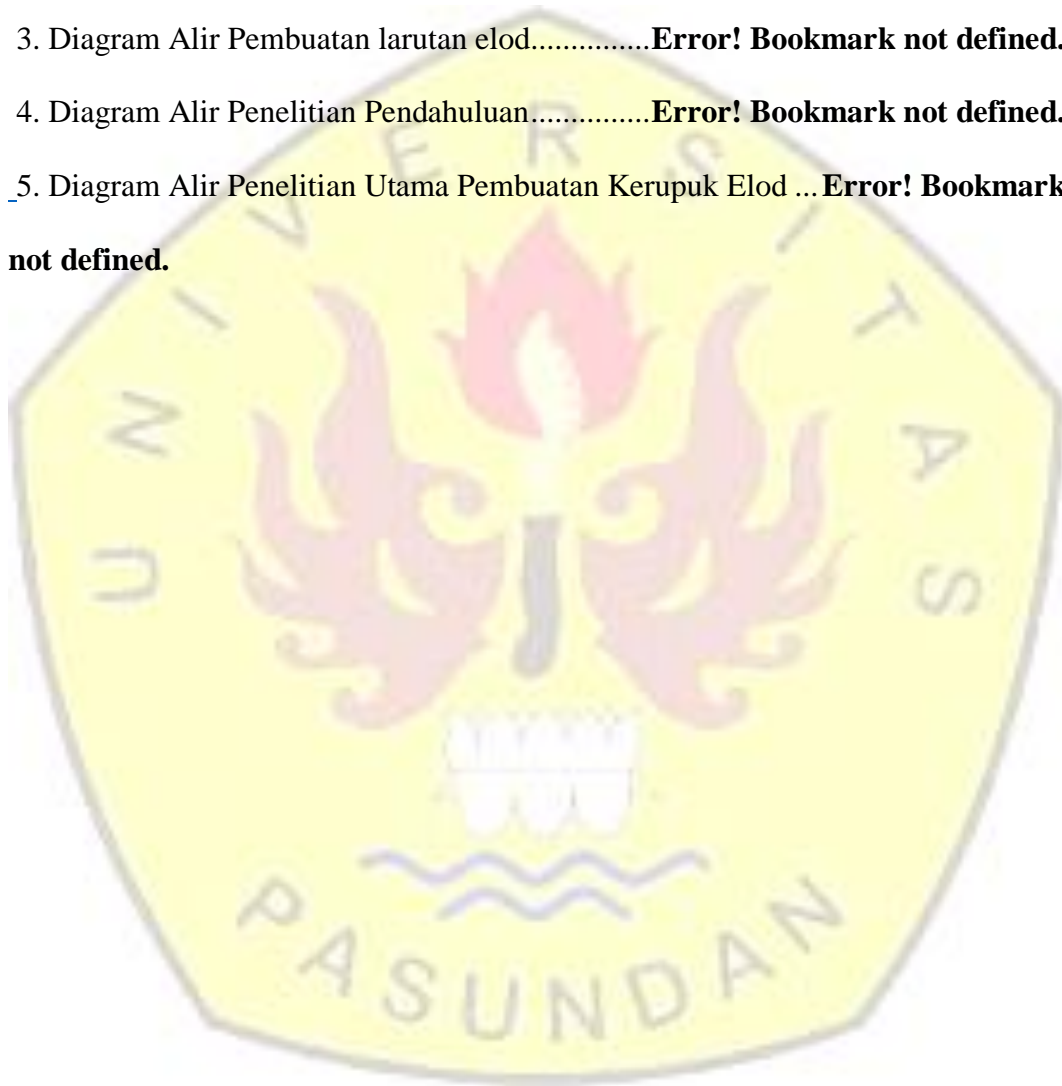 3. Diagram Alir Pembuatan larutan elod...............Error! Bookmark not defined.
4. Diagram Alir Penelitian Pendahuluan...............Error! Bookmark not defined.
5. Diagram Alir Penelitian Utama Pembuatan Kerupuk Elod ...Error! Bookmark
not defined.
UNIVERSITAS
PASUNDAN